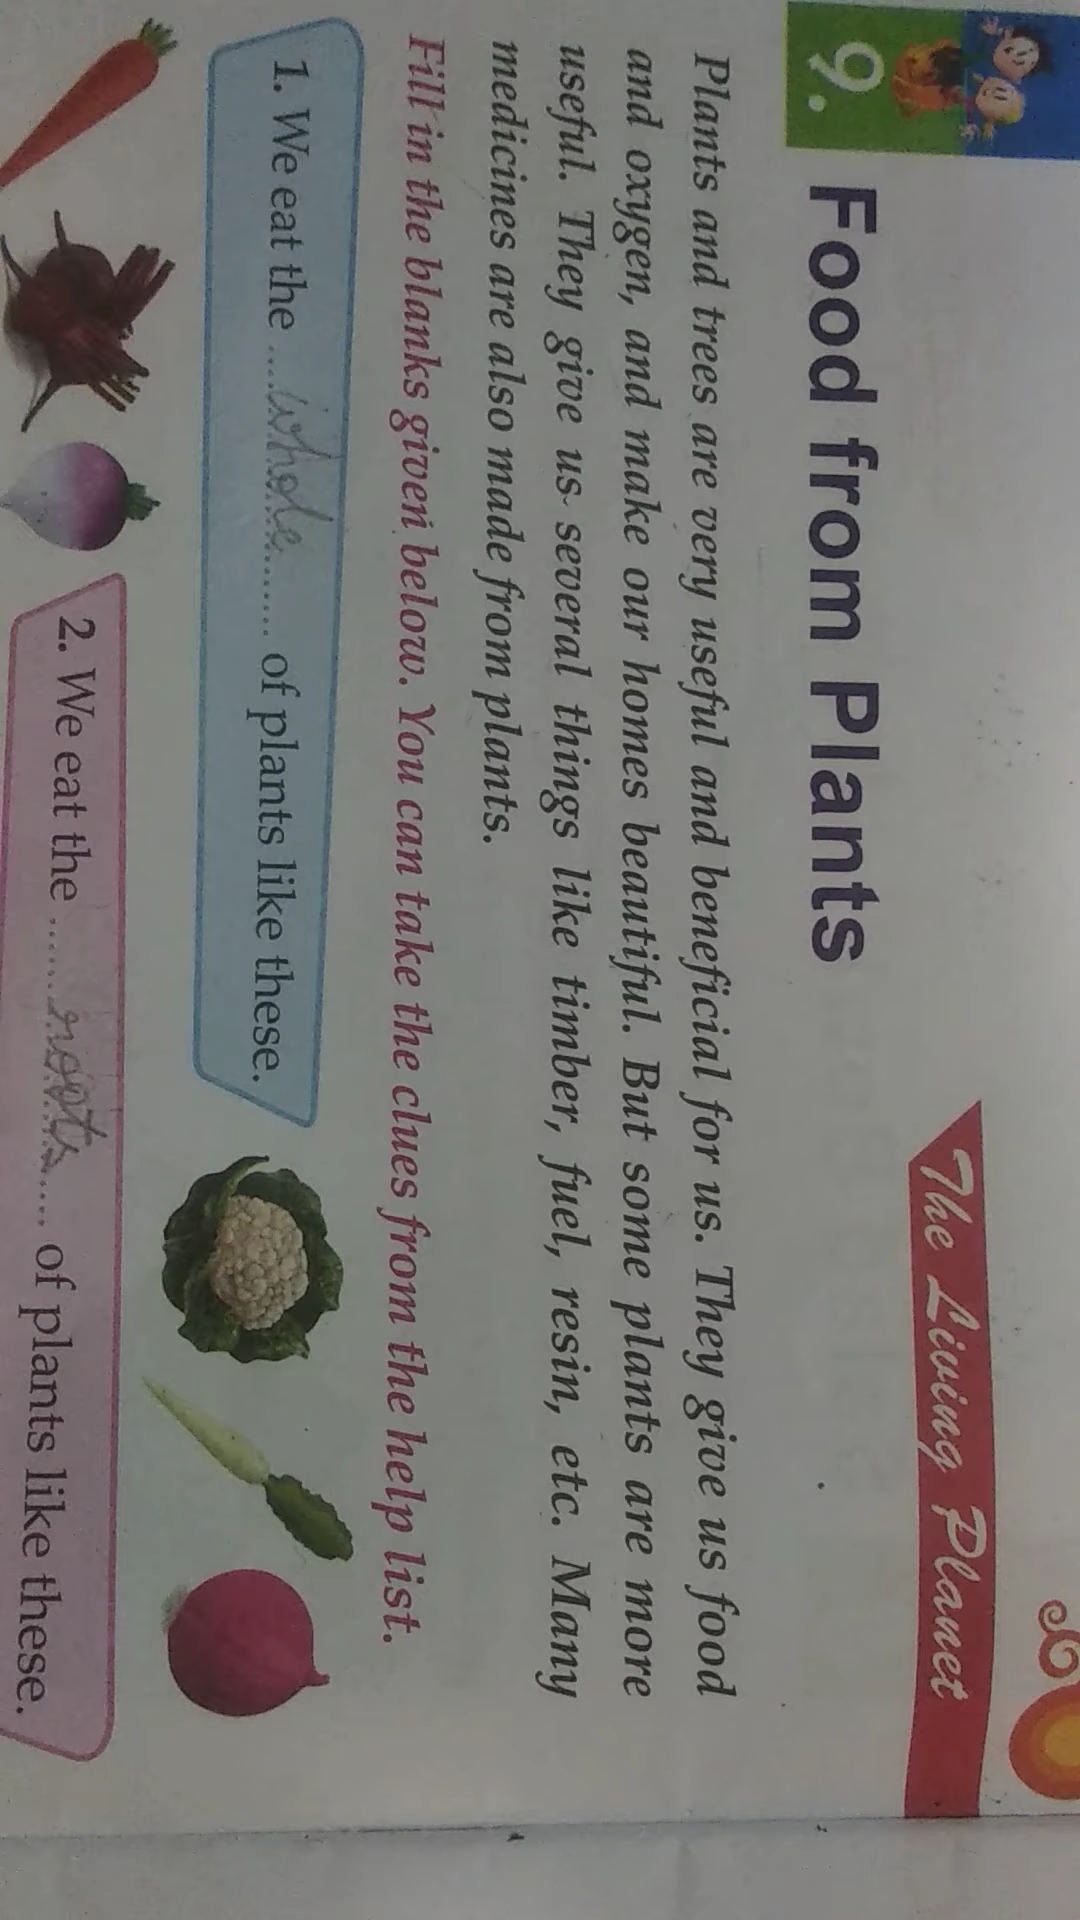 9. Food from Plants
The Living Planet
Plants and trees are very useful and beneficial for us. They give us food
and oxygen, and make our homes beautiful. But some plants are more
useful. They give us several things like timber, fuel, resin, etc. Many
medicines are also made from plants.
Fill in the blanks given below. You can take the clues from the help list.
1. We eat the ....whole....... of plants like these.
2. We eat the ......roots..... of plants like these.